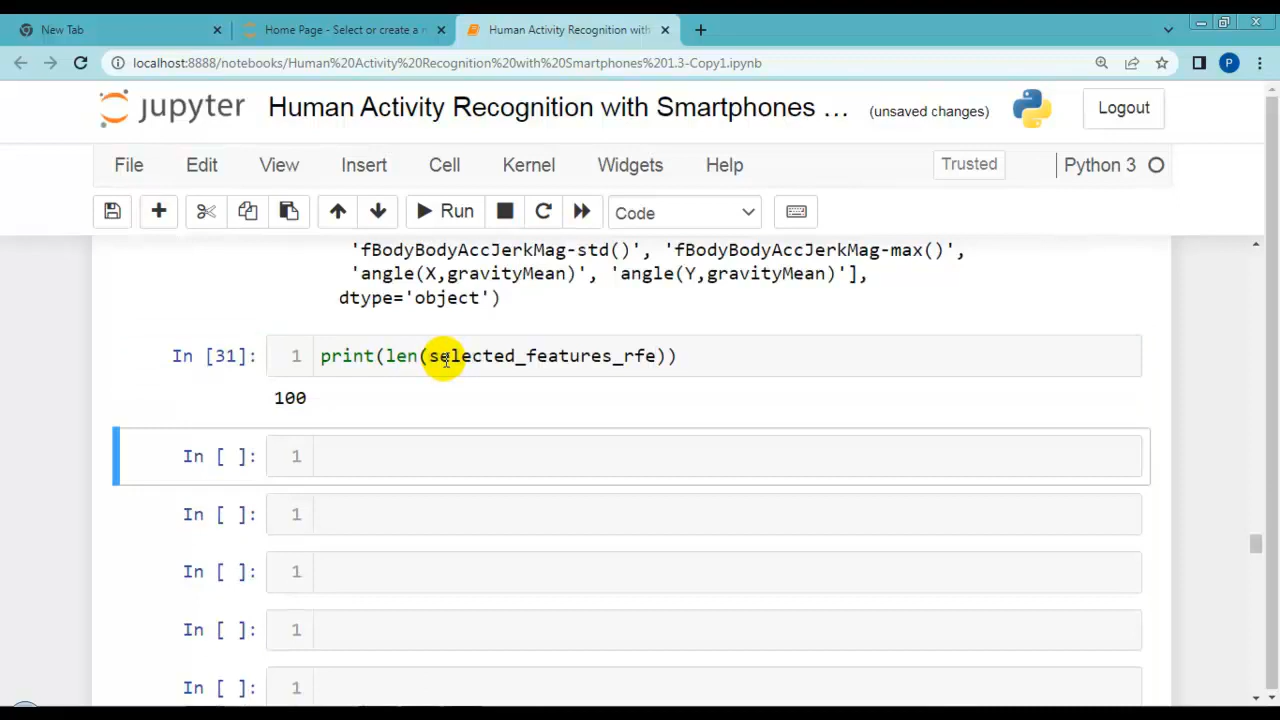 New Tab
Home Page - Select or create a n
Human Activity Recognition with
localhost:8888/notebooks/Human%20Activity%20Recognition%20with%20Smartphones%201.3-Copy1.ipynb
P
jupyter Human Activity Recognition with Smartphones ... (unsaved changes) Logout
File Edit View Insert Cell Kernel Widgets Help Trusted Python 3
Run Code
'fBodyBodyAccJerkMag-std()', 'fBodyBodyAccJerkMag-max()',
'angle(X,gravityMean)', 'angle(Y,gravityMean)'],
dtype='object')
In [31]: 1 print(len(selected_features_rfe))
100
In [ ]: 1
In [ ]: 1
In [ ]: 1
In [ ]: 1
In [ ]: 1